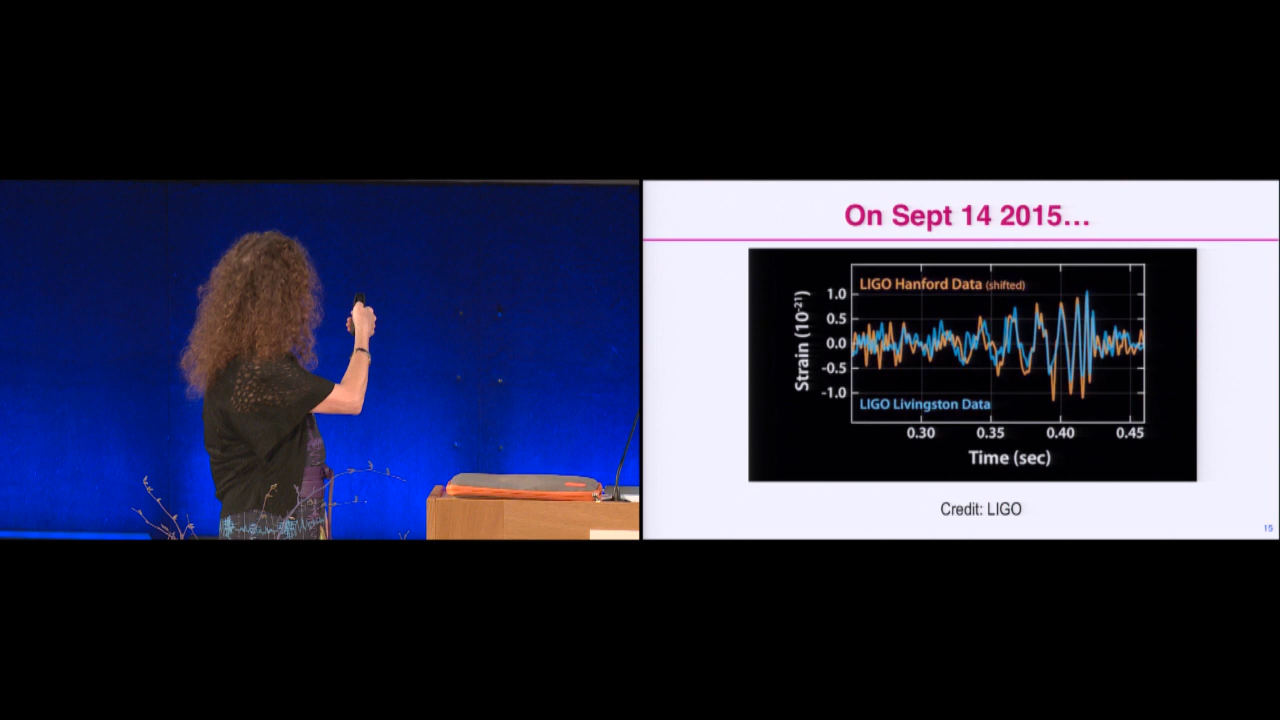 On Sept 14 2015…
LIGO Hanford Data (shifted)
1.0
0.5
0.0
-0.5
-1.0
Strain (10⁻²¹)
LIGO Livingston Data
0.30 0.35 0.40 0.45
Time (sec)
Credit: LIGO
15